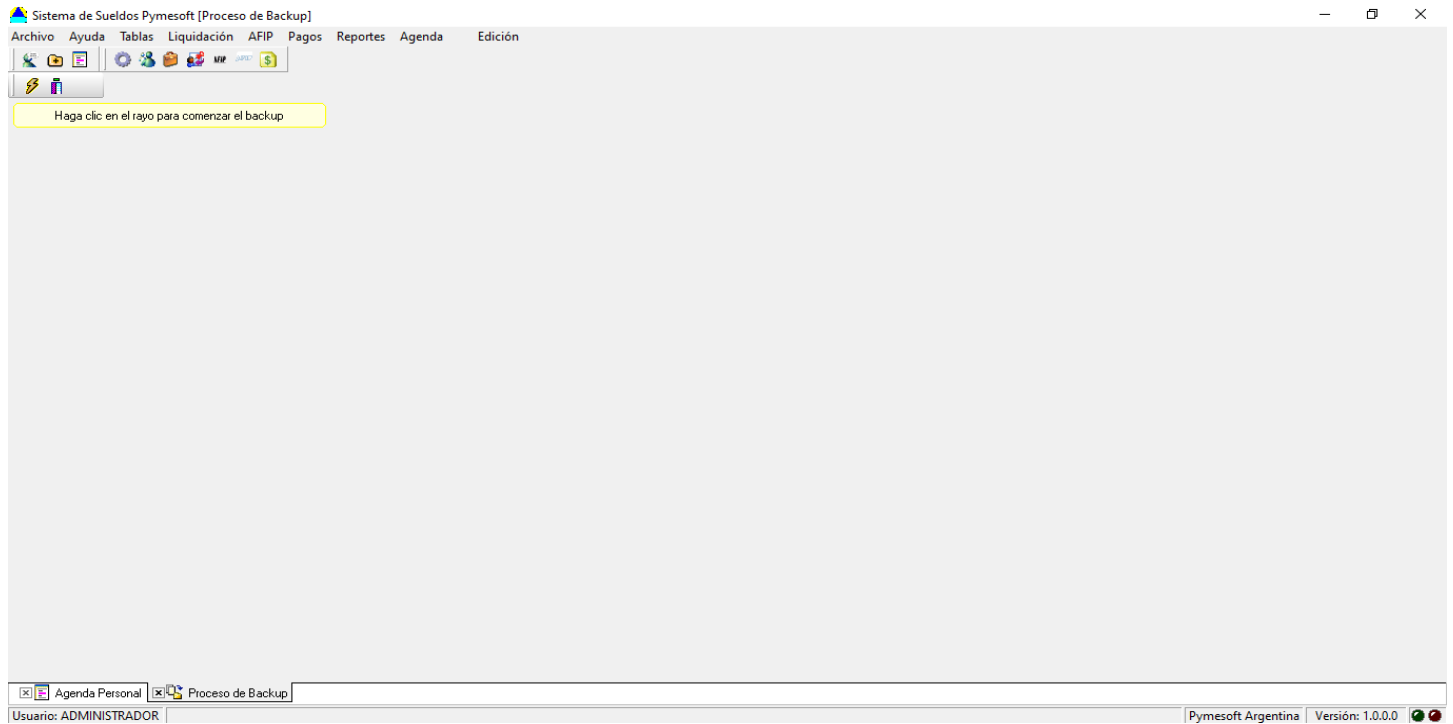 Sistema de Sueldos Pymesoft [Proceso de Backup]
Archivo Ayuda Tablas Liquidación AFIP Pagos Reportes Agenda Edición
Haga clic en el rayo para comenzar el backup
Agenda Personal Proceso de Backup
Usuario: ADMINISTRADOR Pymesoft Argentina Versión: 1.0.0.0